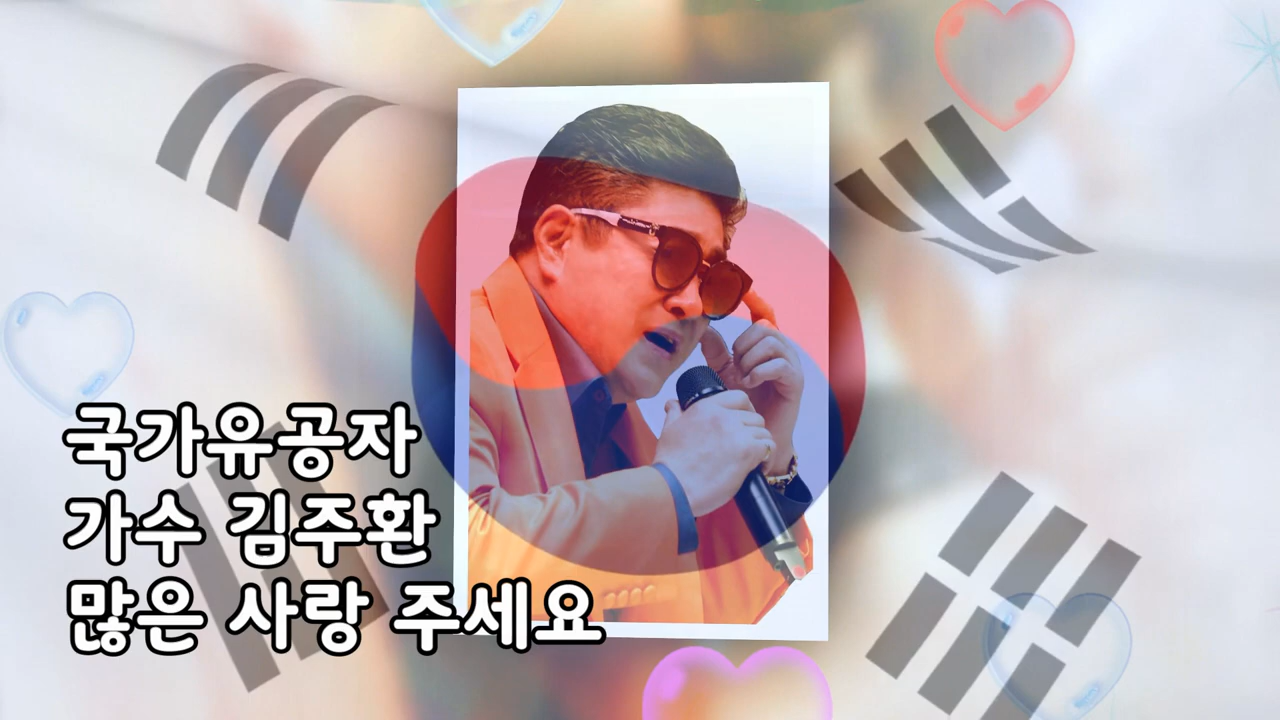 국가유공자
가수 김주환
많은 사랑 주세요